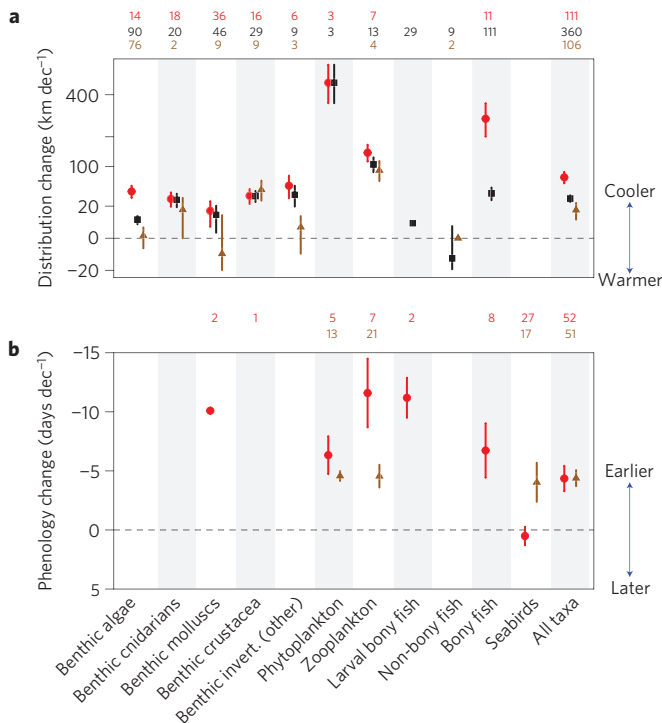 a
14 18 36 16 6 3 7 11 111
90 20 46 29 9 3 13 29 9 111 360
76 2 9 9 3 4 2 106
Distribution change (km dec⁻¹)
400
100
20
0
−20
Cooler
Warmer
b
2 1 5 7 2 8 27 52
13 21 17 51
Phenology change (days dec⁻¹)
−15
−10
−5
0
5
Earlier
Later
Benthic algae
Benthic cnidarians
Benthic molluscs
Benthic crustacea
Benthic invert. (other)
Phytoplankton
Zooplankton
Larval bony fish
Non-bony fish
Bony fish
Seabirds
All taxa